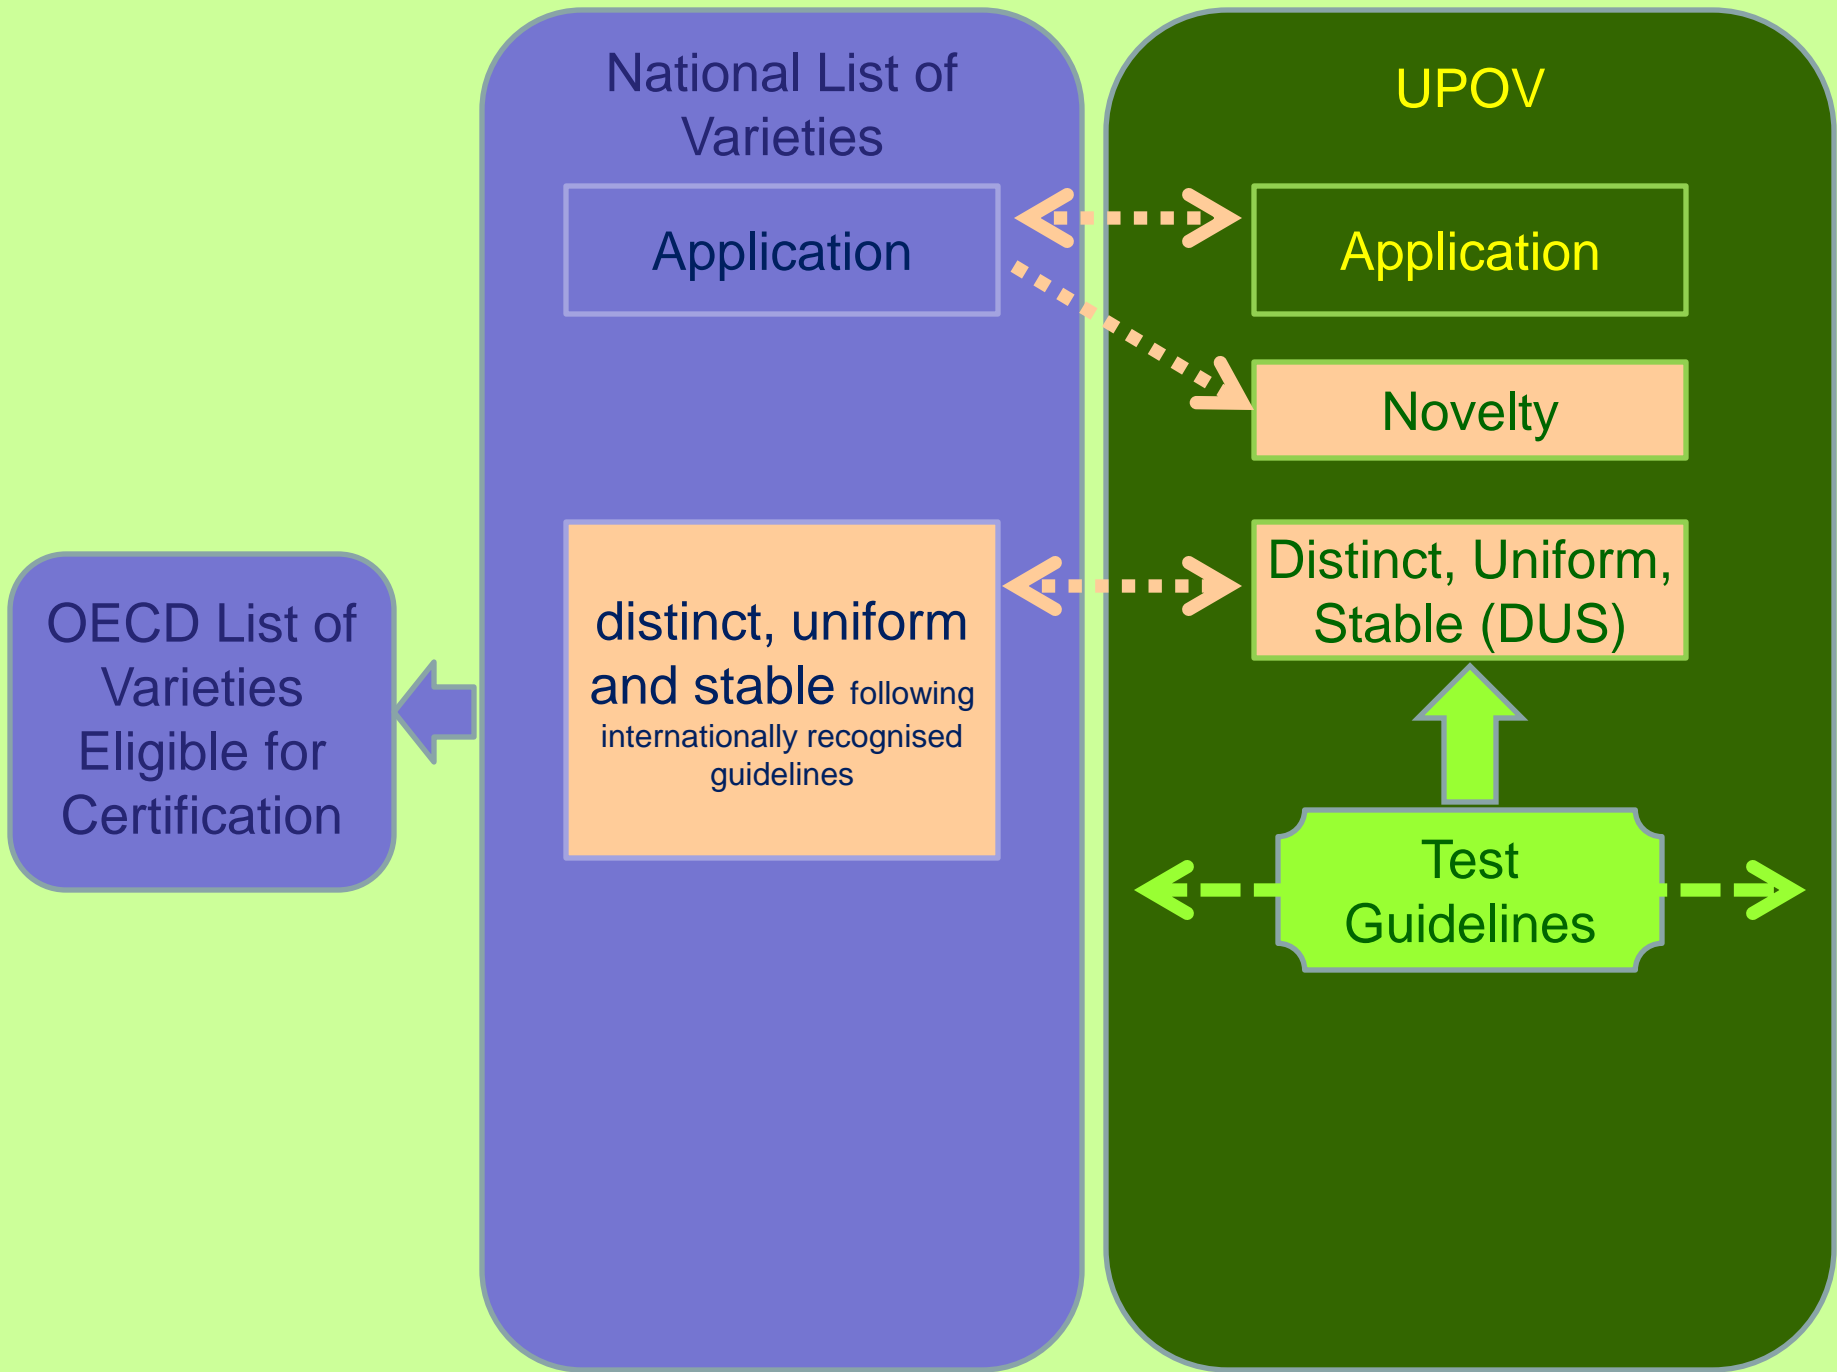 National List of
Varieties
UPOV
Application
Application
Novelty
distinct, uniform
and stable following
internationally recognised
guidelines
Distinct, Uniform,
Stable (DUS)
OECD List of
Varieties
Eligible for
Certification
Test
Guidelines